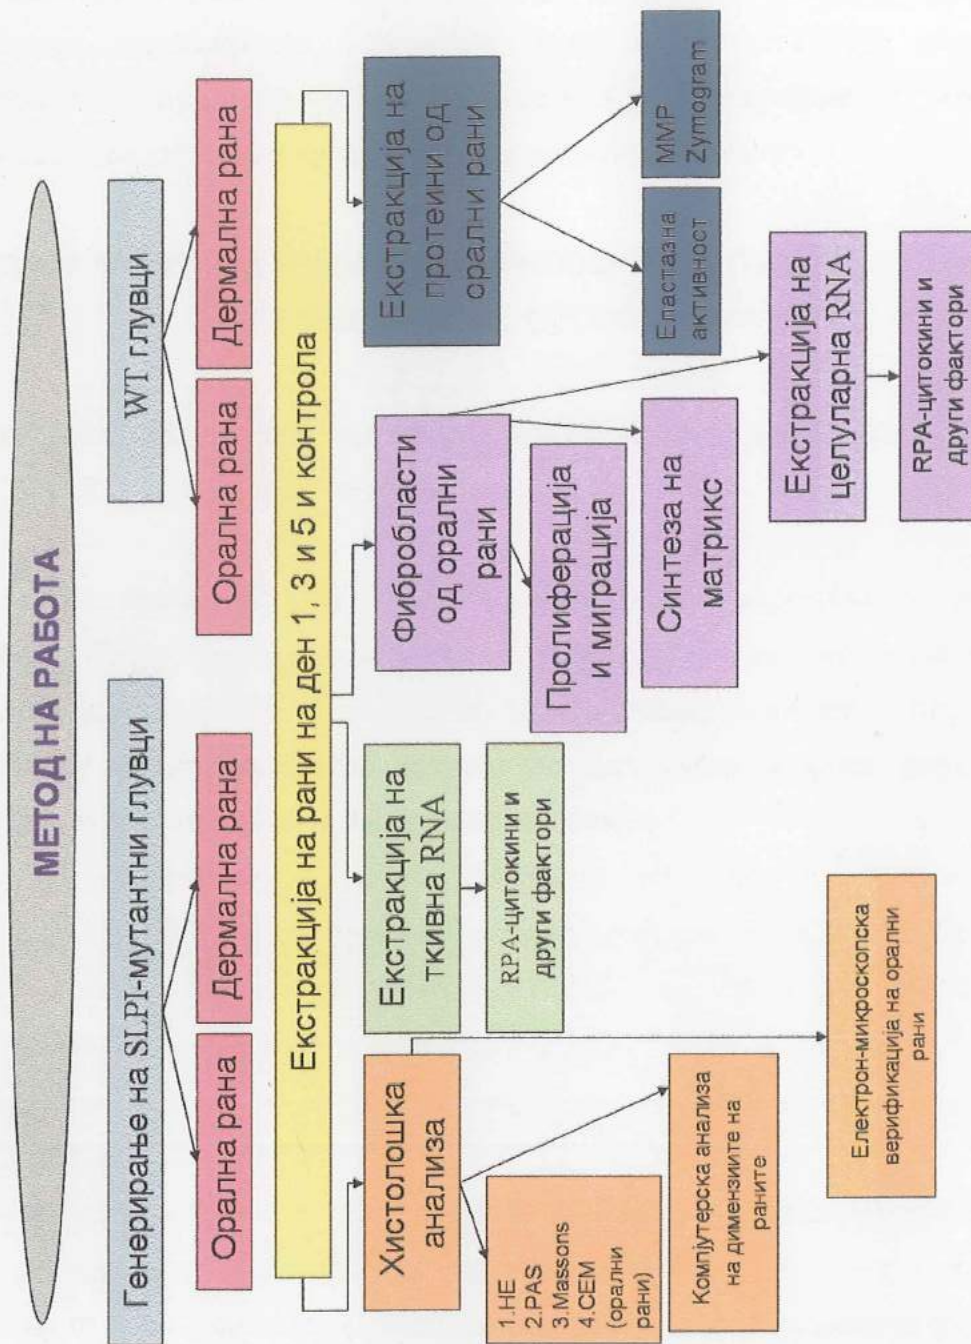 МЕТОД НА РАБОТА
Генерирање на SLPI-мутантни глувци
WT глувци
Орална рана
Дермална рана
Орална рана
Дермална рана
Екстракција на рани на ден 1, 3 и 5 и контрола
Хистолошка
анализа
Екстракција на
ткивна RNA
Фибробласти
од орални
рани
Екстракција на
протеини од
орални рани
1.HE
2.PAS
3.Massons
4.СЕМ
(орални
рани)
RPA-цитокини и
други фактори
Пролиферација
и миграција
Еластазна
активност
MMP
Zymogram
Компјутерска анализа
на димензиите на
раните
Синтеза на
матрикс
Екстракција на
целуларна RNA
Електрон-микроскопска
верификација на орални
рани
RPA-цитокини и
други фактори